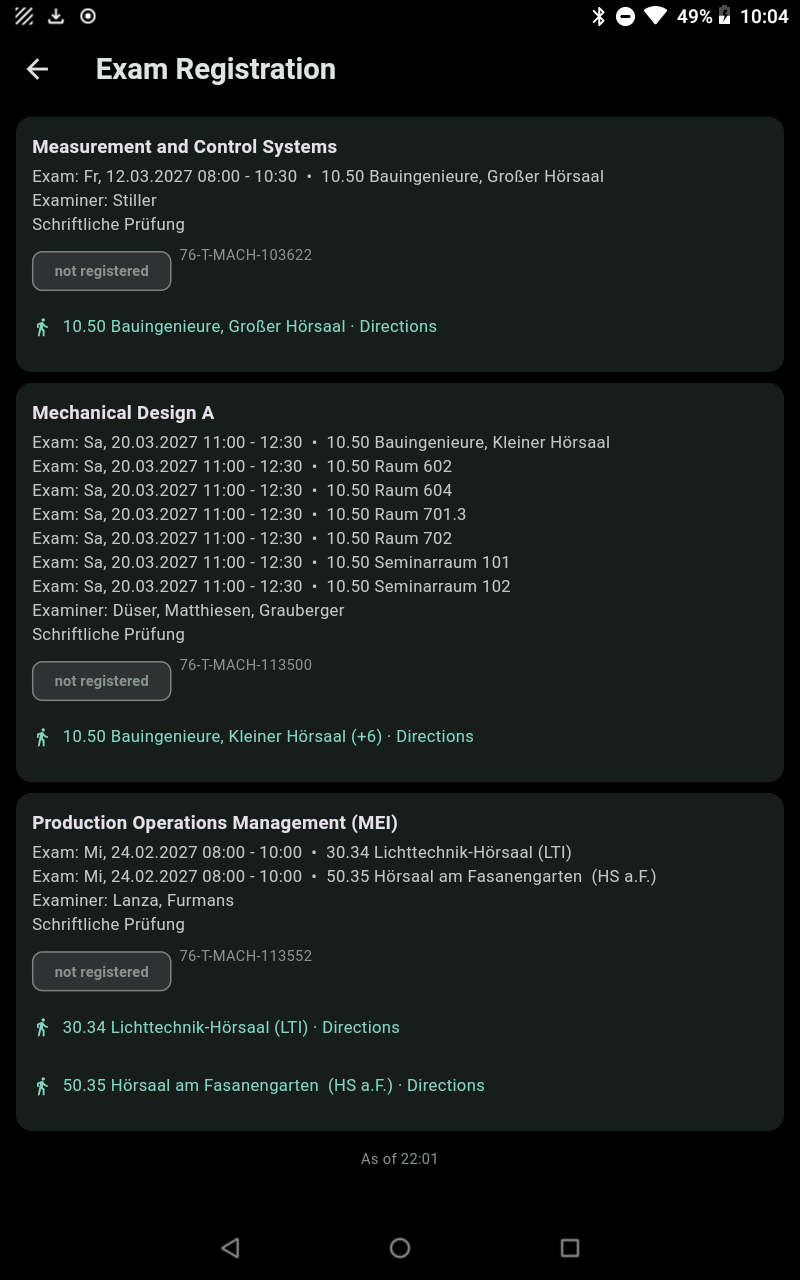 49% 10:04
Exam Registration
Measurement and Control Systems
Exam: Fr, 12.03.2027 08:00 - 10:30 • 10.50 Bauingenieure, Großer Hörsaal
Examiner: Stiller
Schriftliche Prüfung
not registered 76-T-MACH-103622
10.50 Bauingenieure, Großer Hörsaal · Directions
Mechanical Design A
Exam: Sa, 20.03.2027 11:00 - 12:30 • 10.50 Bauingenieure, Kleiner Hörsaal
Exam: Sa, 20.03.2027 11:00 - 12:30 • 10.50 Raum 602
Exam: Sa, 20.03.2027 11:00 - 12:30 • 10.50 Raum 604
Exam: Sa, 20.03.2027 11:00 - 12:30 • 10.50 Raum 701.3
Exam: Sa, 20.03.2027 11:00 - 12:30 • 10.50 Raum 702
Exam: Sa, 20.03.2027 11:00 - 12:30 • 10.50 Seminarraum 101
Exam: Sa, 20.03.2027 11:00 - 12:30 • 10.50 Seminarraum 102
Examiner: Düser, Matthiesen, Grauberger
Schriftliche Prüfung
not registered 76-T-MACH-113500
10.50 Bauingenieure, Kleiner Hörsaal (+6) · Directions
Production Operations Management (MEI)
Exam: Mi, 24.02.2027 08:00 - 10:00 • 30.34 Lichttechnik-Hörsaal (LTI)
Exam: Mi, 24.02.2027 08:00 - 10:00 • 50.35 Hörsaal am Fasanengarten  (HS a.F.)
Examiner: Lanza, Furmans
Schriftliche Prüfung
not registered 76-T-MACH-113552
30.34 Lichttechnik-Hörsaal (LTI) · Directions
50.35 Hörsaal am Fasanengarten  (HS a.F.) · Directions
As of 22:01